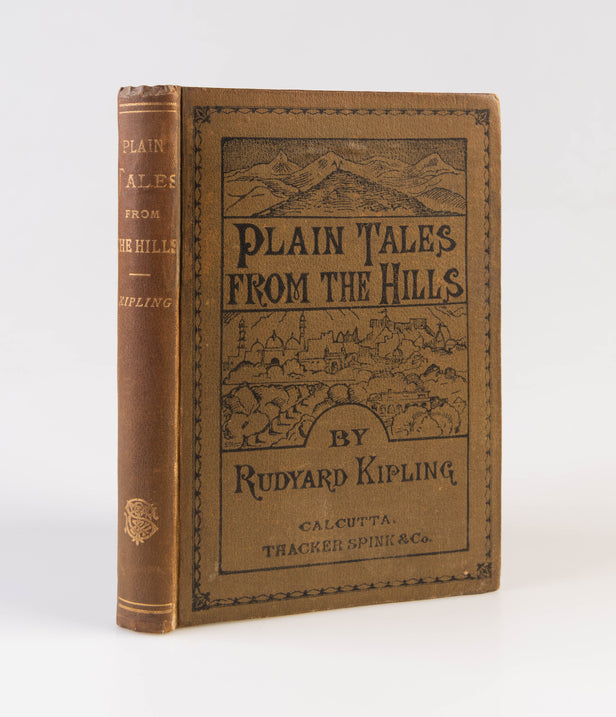 PLAIN
TALES
FROM
THE HILLS
KIPLING
PLAIN TALES
FROM THE HILLS
BY
RUDYARD KIPLING
CALCUTTA.
THACKER SPINK & Co.